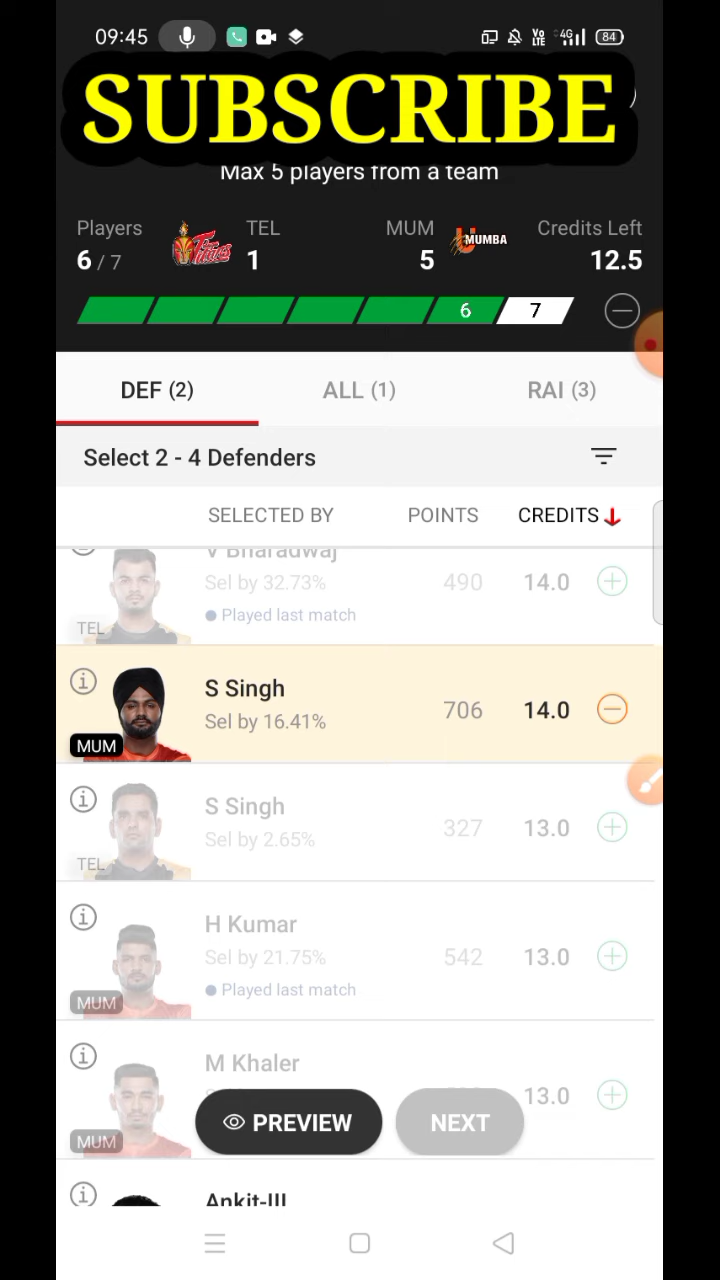 09:45 Vo LTE 4G 84
SUBSCRIBE
Max 5 players from a team
Players TEL MUM Credits Left
6 / 7 Titans 1 5 U MUMBA 12.5
6 7
DEF (2) ALL (1) RAI (3)
Select 2 - 4 Defenders
SELECTED BY POINTS CREDITS
V Bharadwaj
Sel by 32.73% 490 14.0
Played last match
TEL
S Singh
Sel by 16.41% 706 14.0
MUM
S Singh
Sel by 2.65% 327 13.0
TEL
H Kumar
Sel by 21.75% 542 13.0
Played last match
MUM
M Khaler
13.0
PREVIEW NEXT
MUM
Ankit-III